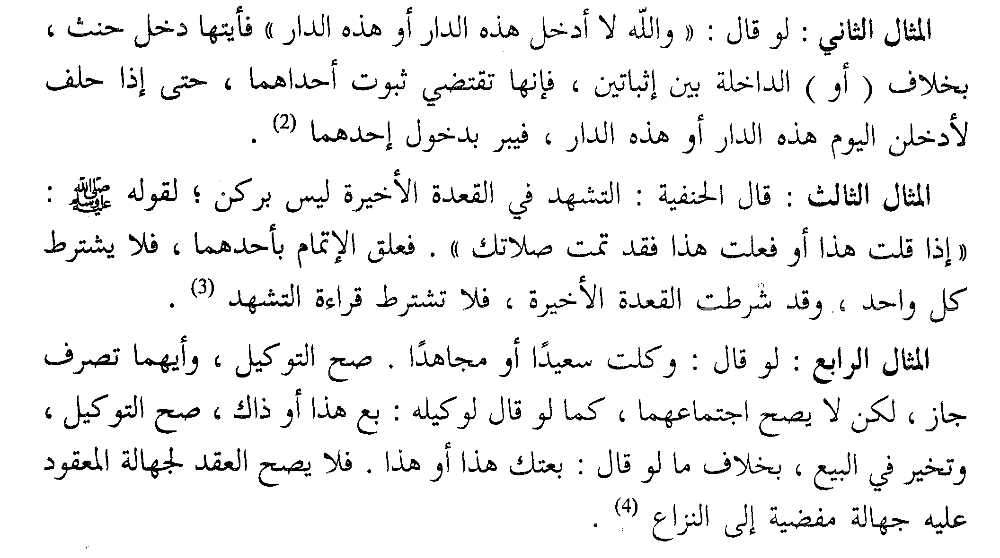 المثال الثاني : لو قال : « والله لا أدخل هذه الدار أو هذه الدار » فأيتها دخل حنث ،
بخلاف ( أو ) الداخلة بين إثباتين ، فإنها تقتضي ثبوت أحداهما ، حتى إذا حلف
لأدخلن اليوم هذه الدار أو هذه الدار ، فيبر بدخول إحدهما (2) .
المثال الثالث : قال الحنفية : التشهد في القعدة الأخيرة ليس بركن ؛ لقوله ﷺ :
« إذا قلت هذا أو فعلت هذا فقد تمت صلاتك » . فعلق الإتمام بأحدهما ، فلا يشترط
كل واحد ، وقد شُرطت القعدة الأخيرة ، فلا تشترط قراءة التشهد (3) .
المثال الرابع : لو قال : وكلت سعيدًا أو مجاهدًا . صح التوكيل ، وأيهما تصرف
جاز ، لكن لا يصح اجتماعهما ، كما لو قال لوكيله : بع هذا أو ذاك ، صح التوكيل ،
وتخير في البيع ، بخلاف ما لو قال : بعتك هذا أو هذا . فلا يصح العقد لجهالة المعقود
عليه جهالة مفضية إلى النزاع (4) .